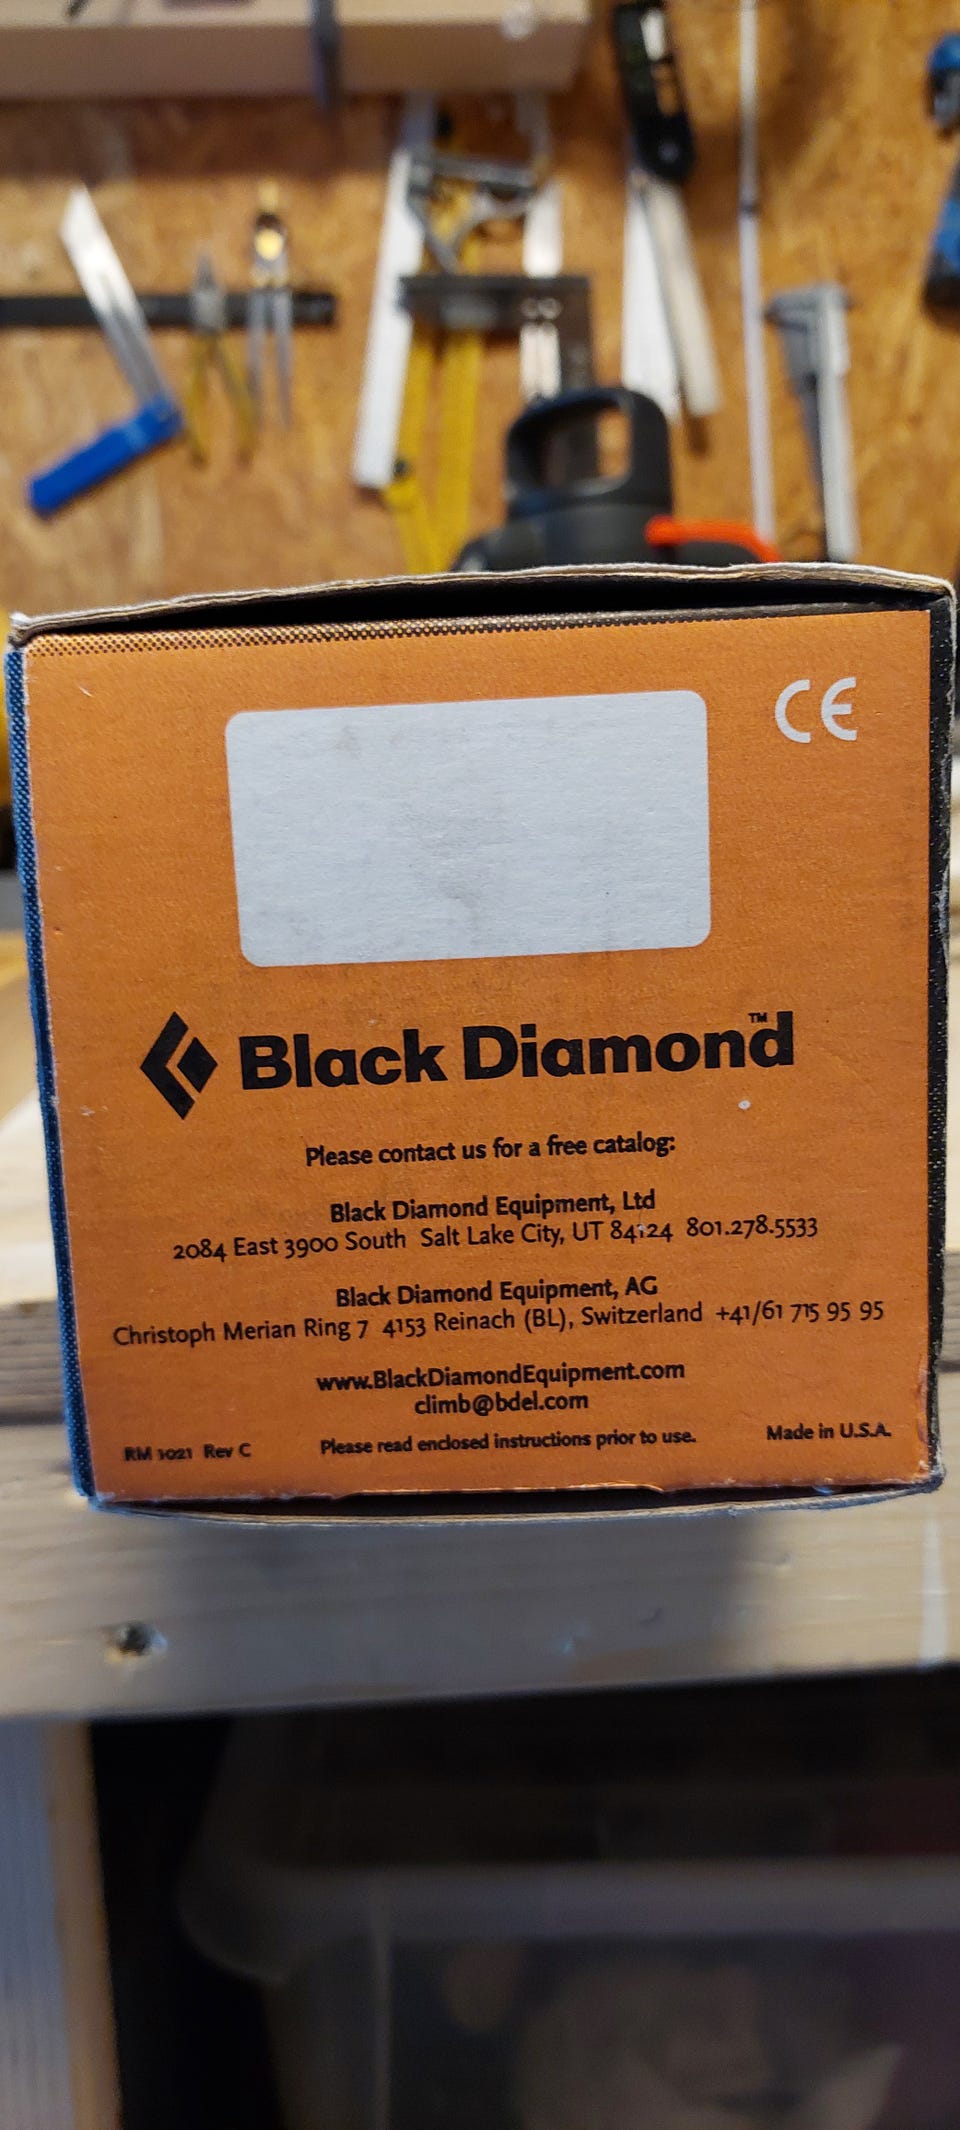 CE
Black Diamond™
Please contact us for a free catalog:
Black Diamond Equipment, Ltd
2084 East 3900 South Salt Lake City, UT 84124 801.278.5533
Black Diamond Equipment, AG
Christoph Merian Ring 7 4153 Reinach (BL), Switzerland +41/61 715 95 95
www.BlackDiamondEquipment.com
climb@bdel.com
RM 1021 Rev C Please read enclosed instructions prior to use. Made in U.S.A.